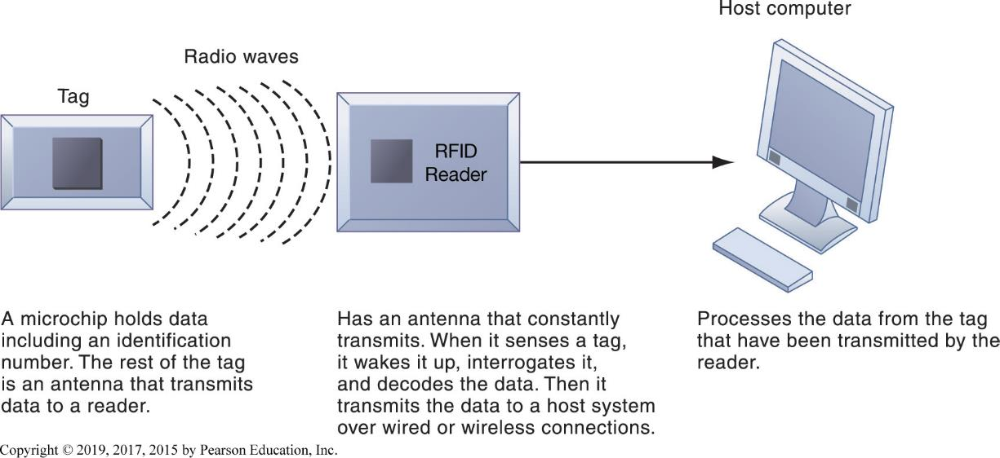 Host computer
Radio waves
Tag
RFID
Reader
A microchip holds data
including an identification
number. The rest of the tag
is an antenna that transmits
data to a reader.
Has an antenna that constantly
transmits. When it senses a tag,
it wakes it up, interrogates it,
and decodes the data. Then it
transmits the data to a host system
over wired or wireless connections.
Processes the data from the tag
that have been transmitted by the
reader.
Copyright © 2019, 2017, 2015 by Pearson Education, Inc.